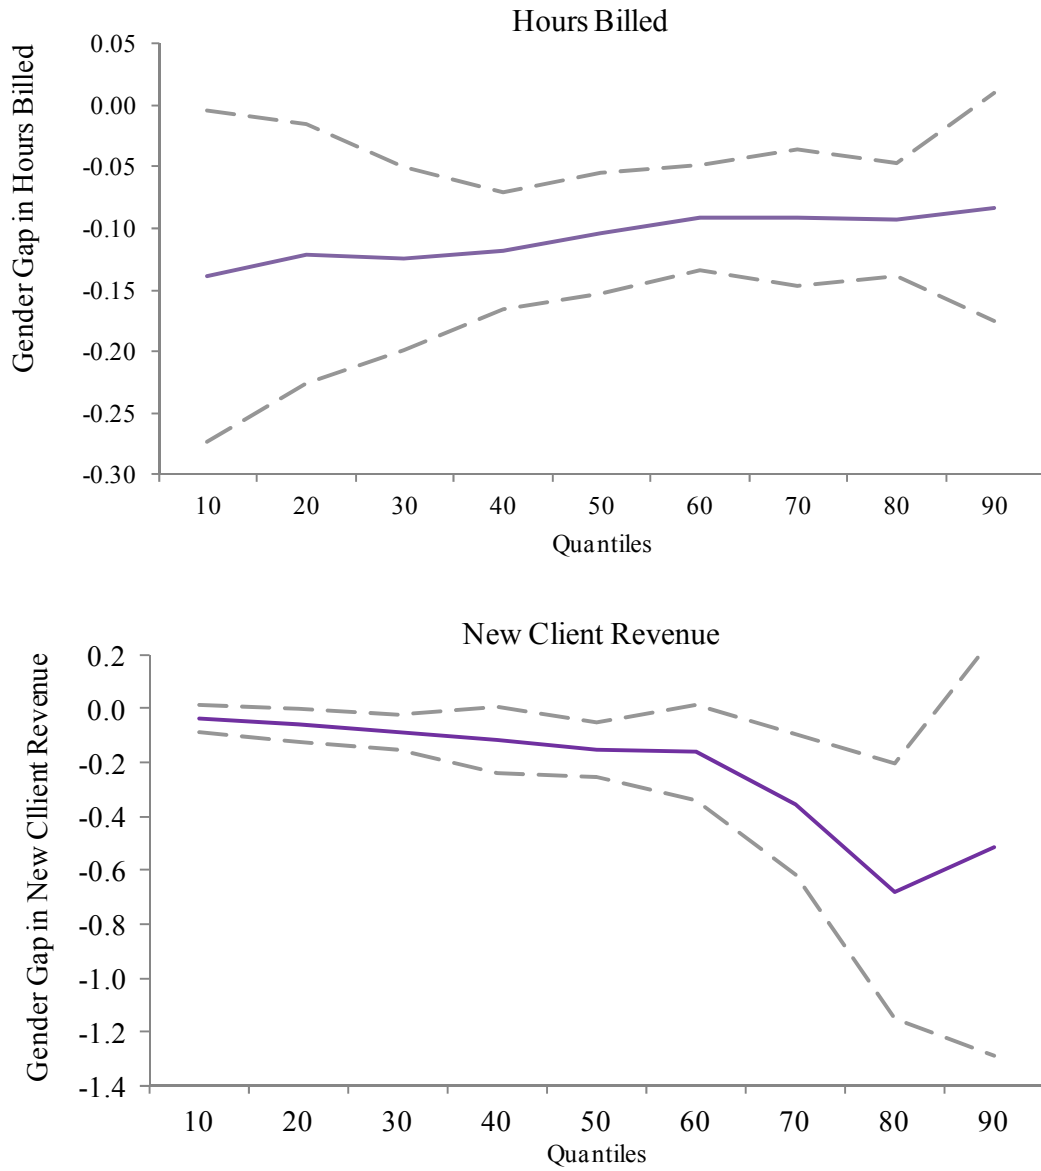 Hours Billed
Gender Gap in Hours Billed
0.05
0.00
-0.05
-0.10
-0.15
-0.20
-0.25
-0.30
10 20 30 40 50 60 70 80 90
Quantiles
New Client Revenue
Gender Gap in New Cllient Revenue
0.2
0.0
-0.2
-0.4
-0.6
-0.8
-1.0
-1.2
-1.4
10 20 30 40 50 60 70 80 90
Quantiles